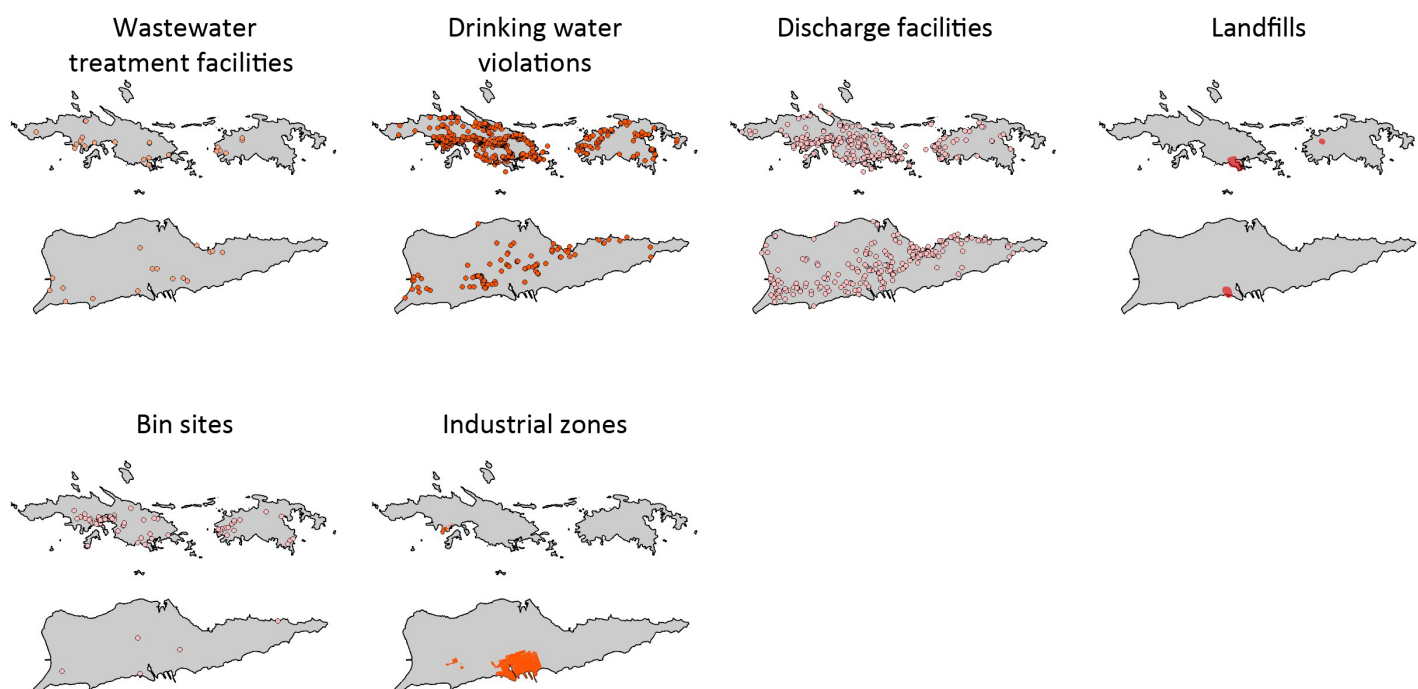 Wastewater
treatment facilities
Drinking water
violations
Discharge facilities
Landfills
Bin sites
Industrial zones